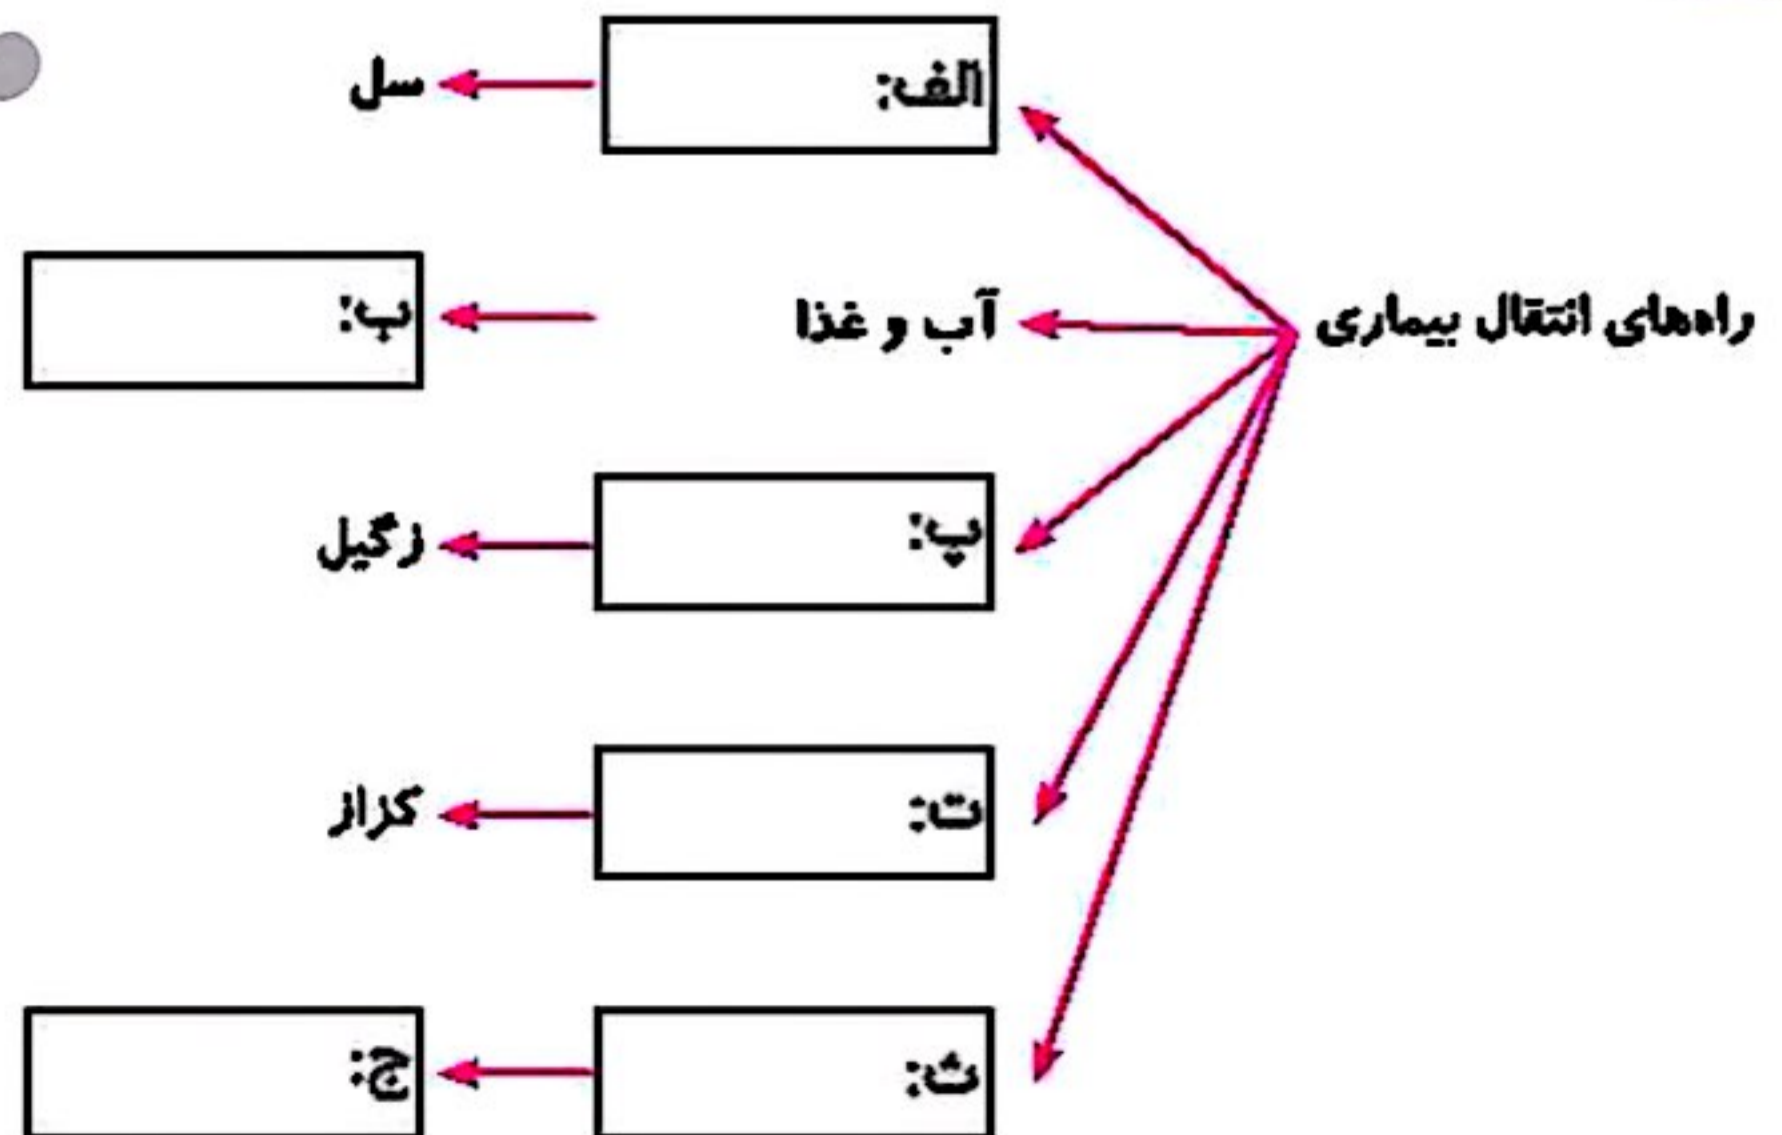 الف:
سل
راه‌های انتقال بیماری
آب و غذا
ب:
پ:
زگیل
ت:
کزاز
ث:
ج: